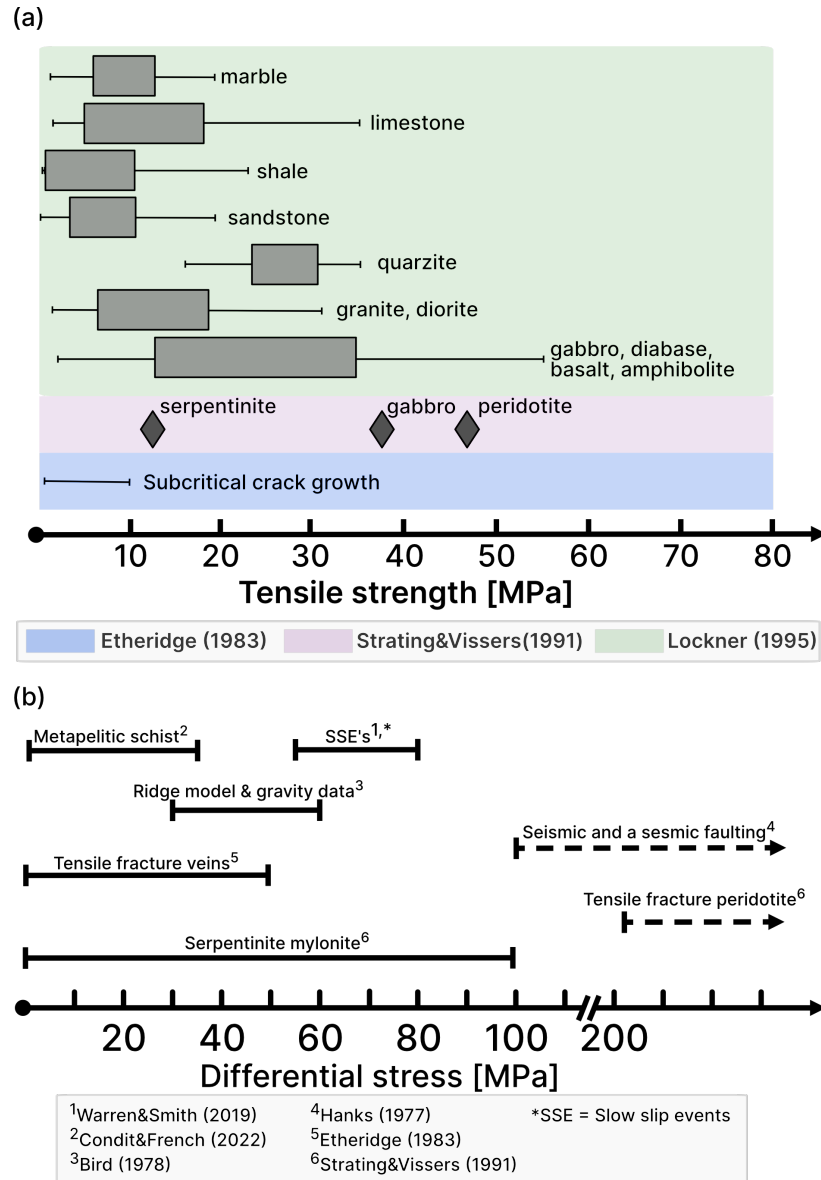 (a)
marble
limestone
shale
sandstone
quarzite
granite, diorite
gabbro, diabase,
basalt, amphibolite
serpentinite
gabbro
peridotite
Subcritical crack growth
10 20 30 40 50 60 70 80
Tensile strength [MPa]
Etheridge (1983) Strating&Vissers(1991) Lockner (1995)
(b)
Metapelitic schist²
SSE's¹,*
Ridge model & gravity data³
Seismic and a sesmic faulting⁴
Tensile fracture veins⁵
Tensile fracture peridotite⁶
Serpentinite mylonite⁶
20 40 60 80 100 200
Differential stress [MPa]
¹Warren&Smith (2019) ⁴Hanks (1977) *SSE = Slow slip events
²Condit&French (2022) ⁵Etheridge (1983)
³Bird (1978) ⁶Strating&Vissers (1991)